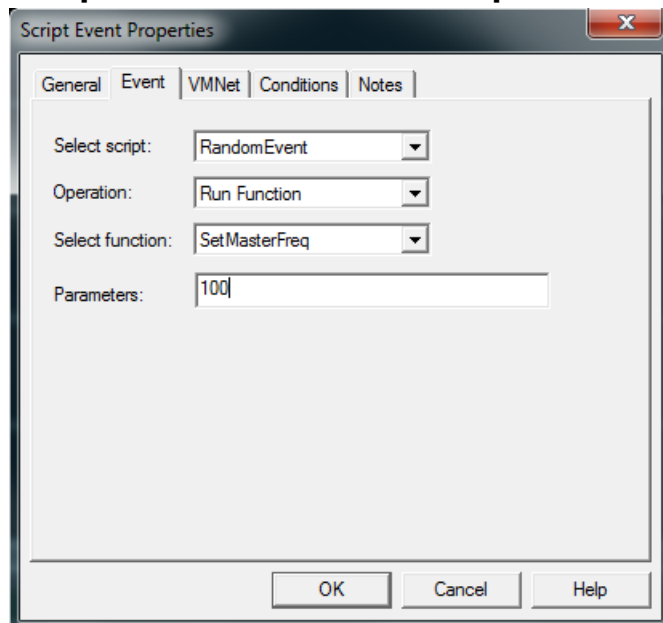 Script Event Properties
General Event VMNet Conditions Notes
Select script: RandomEvent
Operation: Run Function
Select function: SetMasterFreq
Parameters: 100
OK Cancel Help